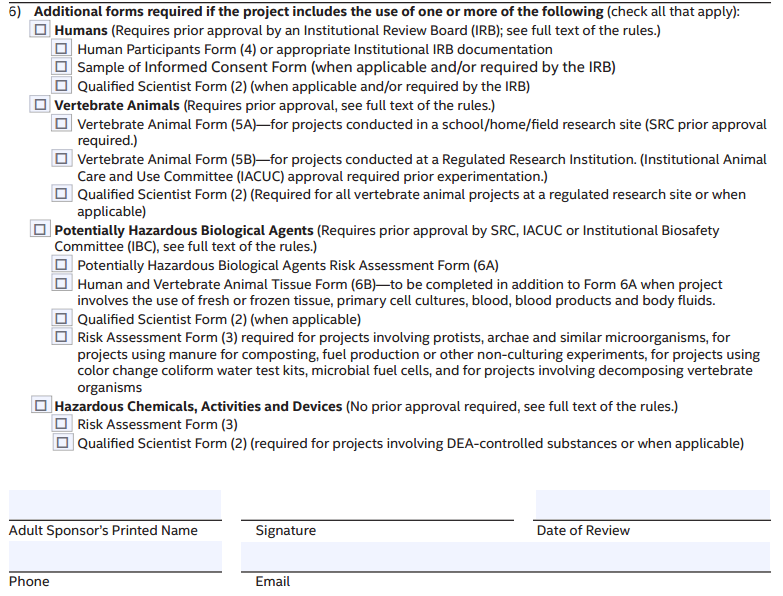 6) Additional forms required if the project includes the use of one or more of the following (check all that apply):
Humans (Requires prior approval by an Institutional Review Board (IRB); see full text of the rules.)
Human Participants Form (4) or appropriate Institutional IRB documentation
Sample of Informed Consent Form (when applicable and/or required by the IRB)
Qualified Scientist Form (2) (when applicable and/or required by the IRB)
Vertebrate Animals (Requires prior approval, see full text of the rules.)
Vertebrate Animal Form (5A)—for projects conducted in a school/home/field research site (SRC prior approval
required.)
Vertebrate Animal Form (5B)—for projects conducted at a Regulated Research Institution. (Institutional Animal
Care and Use Committee (IACUC) approval required prior experimentation.)
Qualified Scientist Form (2) (Required for all vertebrate animal projects at a regulated research site or when
applicable)
Potentially Hazardous Biological Agents (Requires prior approval by SRC, IACUC or Institutional Biosafety
Committee (IBC), see full text of the rules.)
Potentially Hazardous Biological Agents Risk Assessment Form (6A)
Human and Vertebrate Animal Tissue Form (6B)—to be completed in addition to Form 6A when project
involves the use of fresh or frozen tissue, primary cell cultures, blood, blood products and body fluids.
Qualified Scientist Form (2) (when applicable)
Risk Assessment Form (3) required for projects involving protists, archae and similar microorganisms, for
projects using manure for composting, fuel production or other non-culturing experiments, for projects using
color change coliform water test kits, microbial fuel cells, and for projects involving decomposing vertebrate
organisms
Hazardous Chemicals, Activities and Devices (No prior approval required, see full text of the rules.)
Risk Assessment Form (3)
Qualified Scientist Form (2) (required for projects involving DEA-controlled substances or when applicable)
Adult Sponsor's Printed Name Signature Date of Review
Phone Email